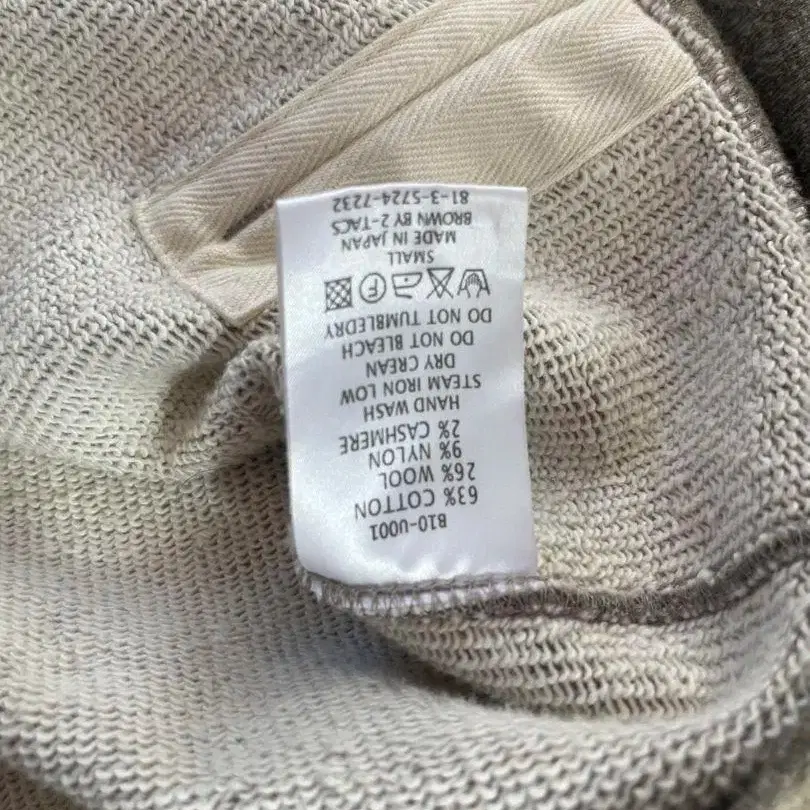 B10-U001
63% COTTON
26% WOOL
9% NYLON
2% CASHMERE
HAND WASH
STEAM IRON LOW
DRY CREAN
DO NOT BLEACH
DO NOT TUMBLEDRY
F
SMALL
MADE IN JAPAN
BROWN BY 2-TACS
81-3-5724-7232